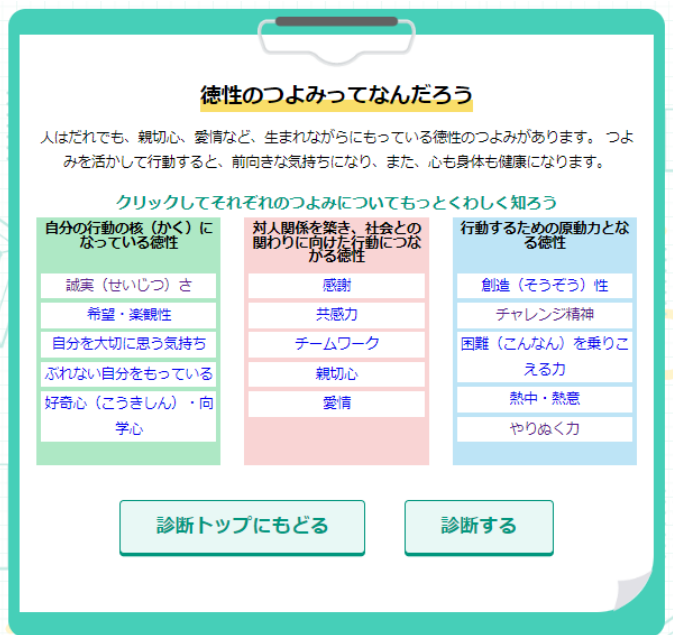 徳性のつよみってなんだろう
人はだれでも、親切心、愛情など、生まれながらにもっている徳性のつよみがあります。 つよ
みを活かして行動すると、前向きな気持ちになり、また、心も身体も健康になります。
クリックしてそれぞれのつよみについてもっとくわしく知ろう
自分の行動の核（かく）に
なっている徳性
誠実（せいじつ）さ
希望・楽観性
自分を大切に思う気持ち
ぶれない自分をもっている
好奇心（こうきしん）・向
学心
対人関係を築き、社会との
関わりに向けた行動につな
がる徳性
感謝
共感力
チームワーク
親切心
愛情
行動するための原動力とな
る徳性
創造（そうぞう）性
チャレンジ精神
困難（こんなん）を乗りこ
える力
熱中・熱意
やりぬく力
診断トップにもどる
診断する